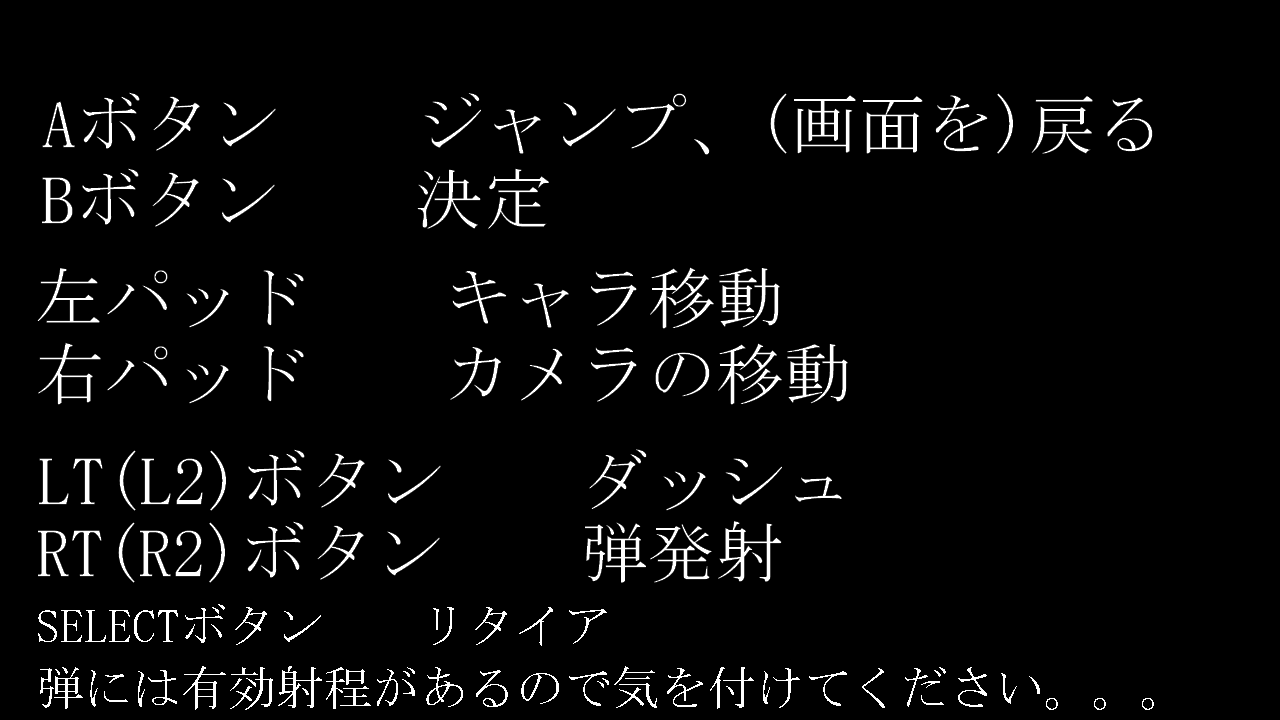 Aボタン　　ジャンプ、(画面を)戻る
Bボタン　　決定
左パッド　　キャラ移動
右パッド　　カメラの移動
LT(L2)ボタン　　ダッシュ
RT(R2)ボタン　　弾発射
SELECTボタン　　リタイア
弾には有効射程があるので気を付けてください。。。